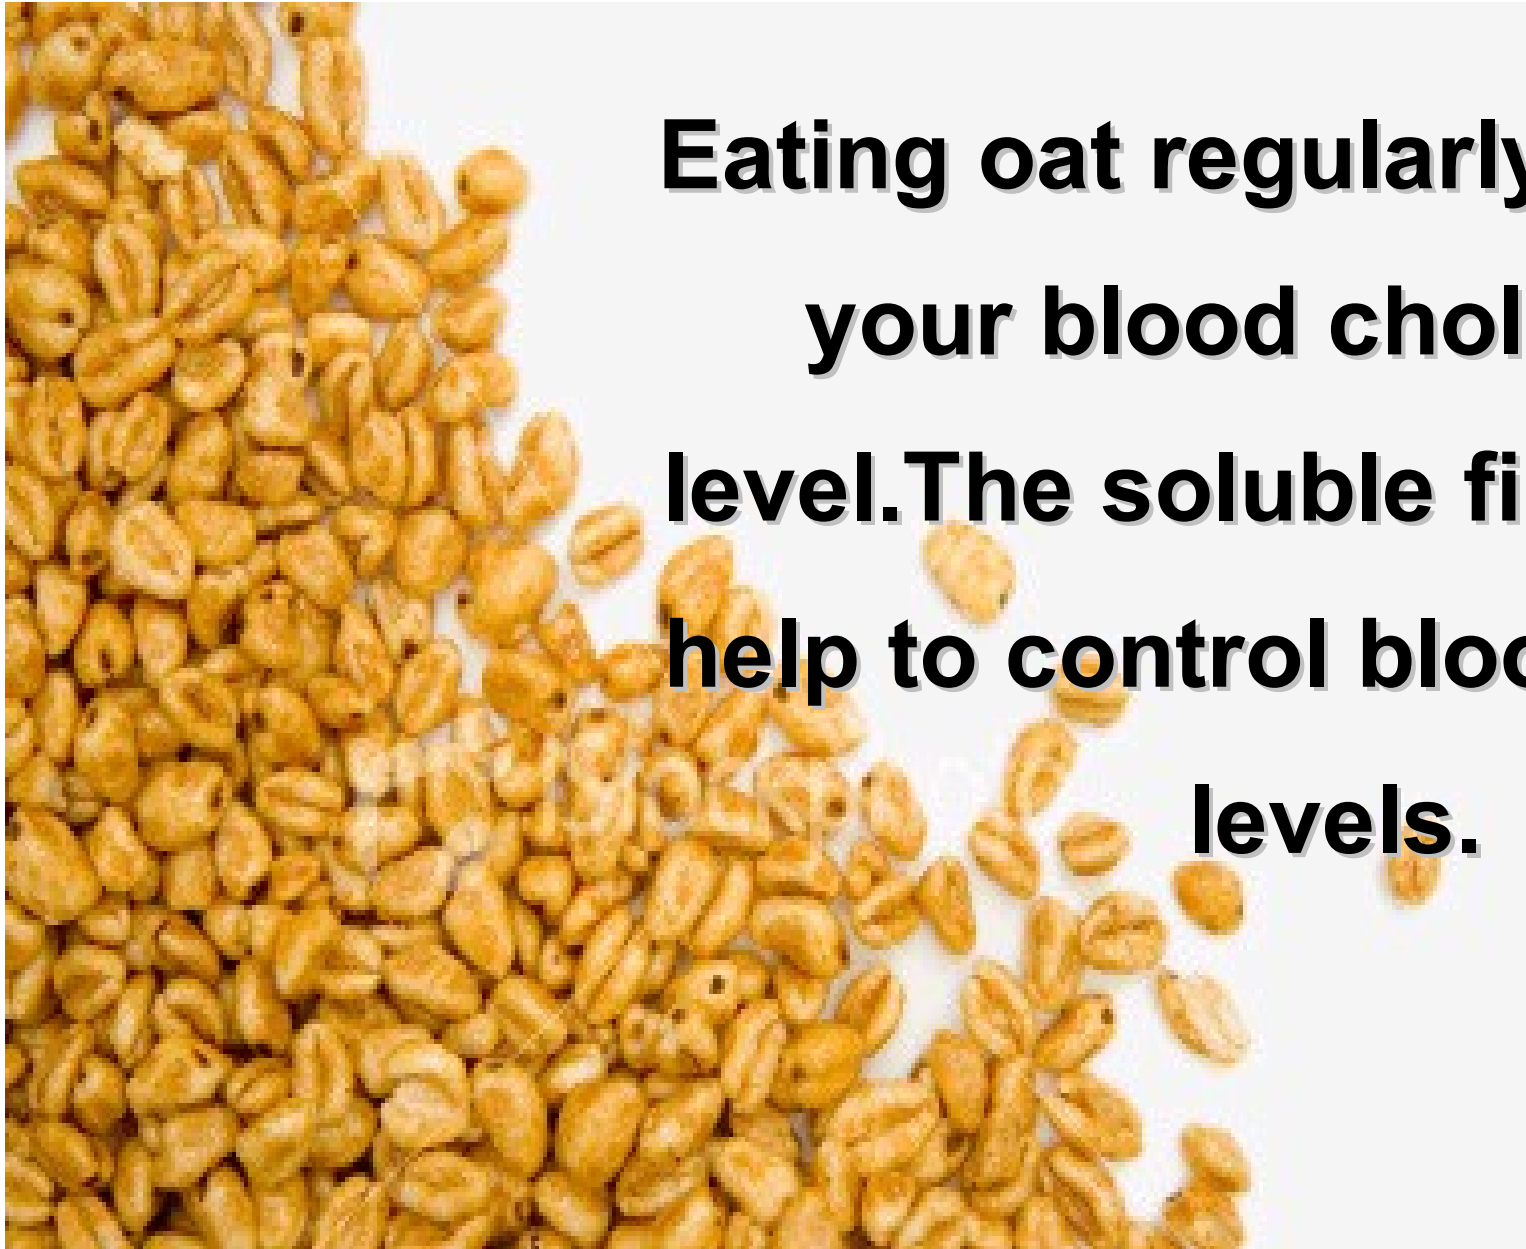 Eating oat regularly
your blood chol
level.The soluble fi
help to control bloo
levels.